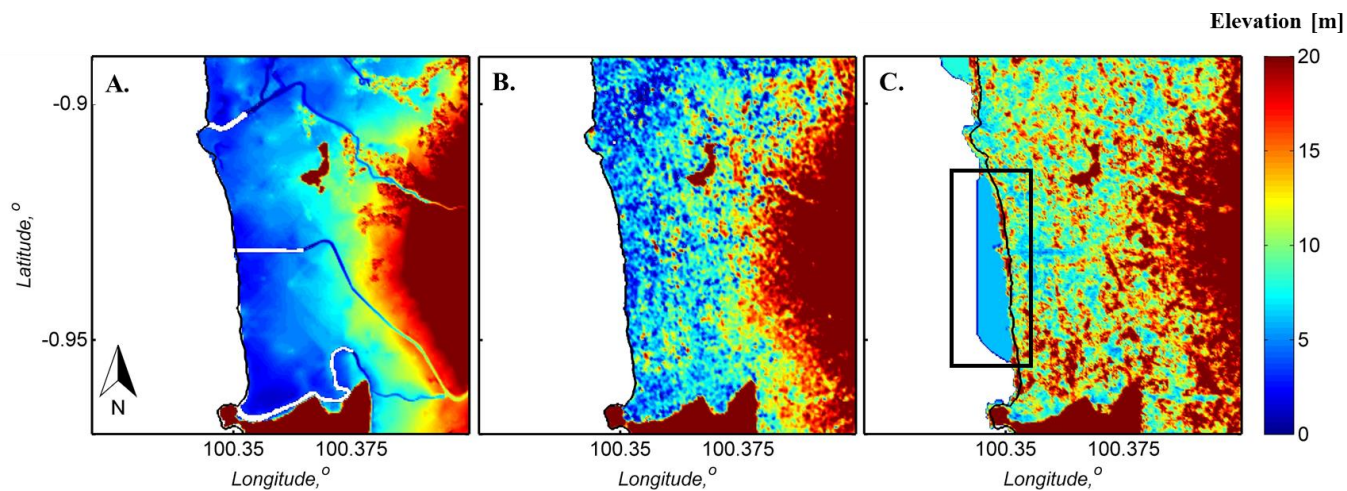 Elevation [m]
A.
B.
C.
20
15
10
5
0
-0.9
-0.95
Latitude, o
N
100.35
100.375
Longitude, o
100.35
100.375
Longitude, o
100.35
100.375
Longitude, o